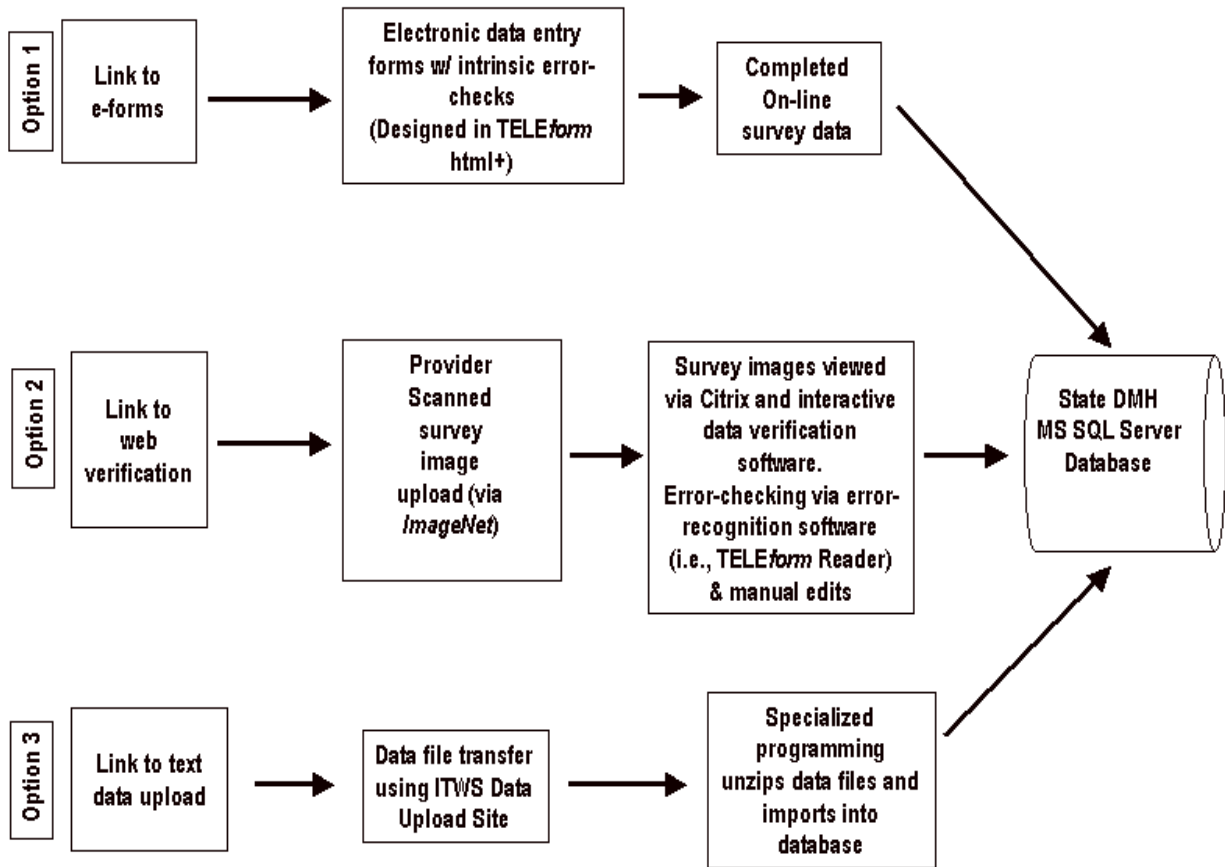 Option 1
Link to
e-forms
Electronic data entry
forms w/ intrinsic error-
checks
(Designed in TELEform
html+)
Completed
On-line
survey data
Option 2
Link to
web
verification
Provider
Scanned
survey
image
upload (via
ImageNet)
Survey images viewed
via Citrix and interactive
data verification
software.
Error-checking via error-
recognition software
(i.e., TELEform Reader)
& manual edits
State DMH
MS SQL Server
Database
Option 3
Link to text
data upload
Data file transfer
using ITWS Data
Upload Site
Specialized
programming
unzips data files and
imports into
database